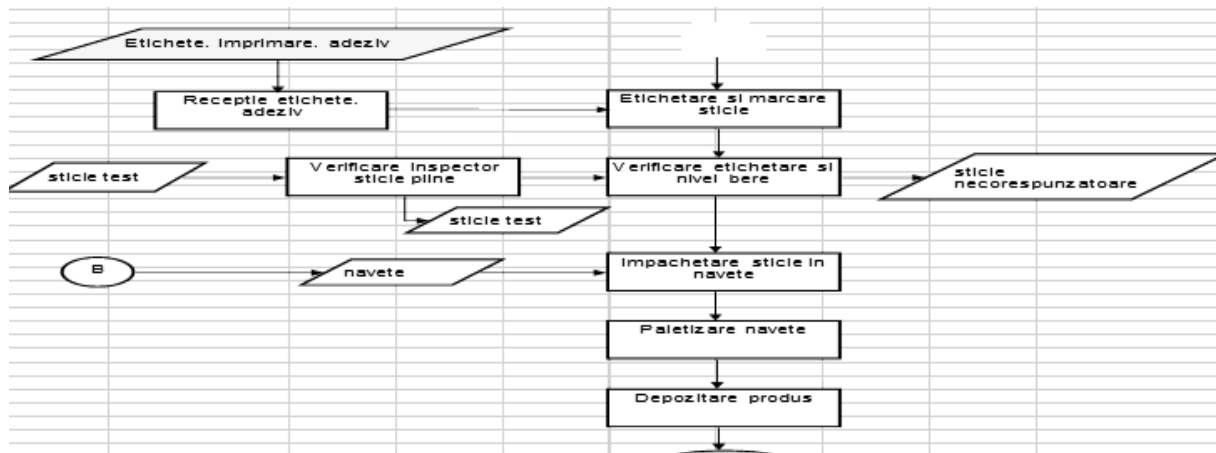 Etichete, imprimare, adeziv
Receptie etichete,
adeziv
Etichetare si marcare
sticle
sticle test
Verificare inspector
sticle pline
Verificare etichetare si
nivel bere
sticle
necorespunzatoare
sticle test
B
navete
Impachetare sticle in
navete
Paletizare navete
Depozitare produs